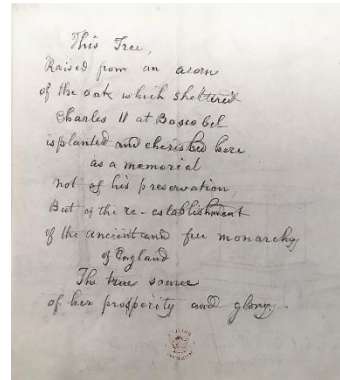 This Tree,
Raised from an acorn
of the oak which sheltered
Charles II at Boscobel
is planted and cherished here
as a memorial
not of his preservation
But of the re-establishment
of the ancient and free monarchy
of England
The true source
of her prosperity and glory.